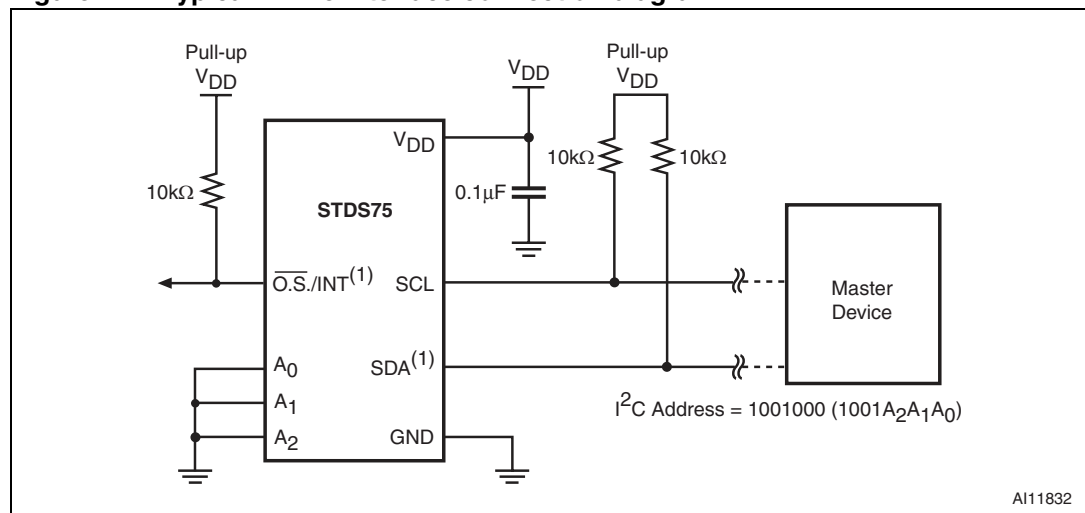 Pull-up
VDD
10kΩ
VDD
STDS75
O.S./INT(1)
SCL
A0
A1
A2
SDA(1)
GND
VDD
0.1µF
Pull-up
VDD
10kΩ
10kΩ
Master
Device
I2C Address = 1001000 (1001A2A1A0)
AI11832